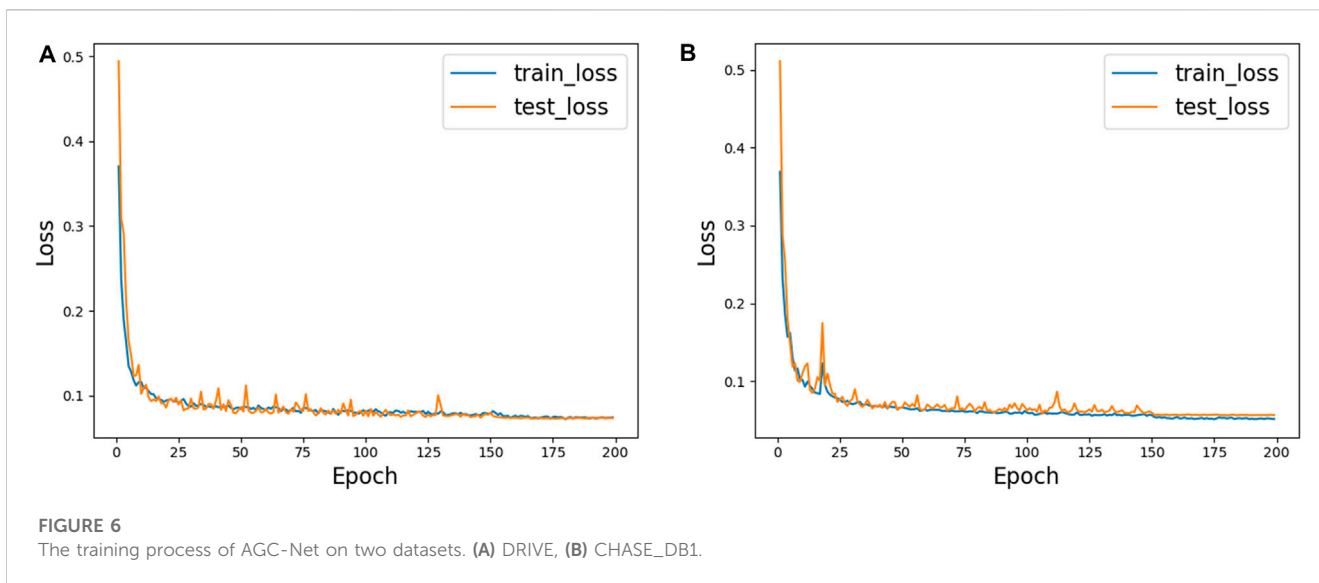 A
0.5
0.4
0.3
0.2
0.1
Loss
train_loss
test_loss
0 25 50 75 100 125 150 175 200
Epoch
B
0.5
0.4
0.3
0.2
0.1
Loss
train_loss
test_loss
0 25 50 75 100 125 150 175 200
Epoch
FIGURE 6
The training process of AGC-Net on two datasets. (A) DRIVE, (B) CHASE_DB1.